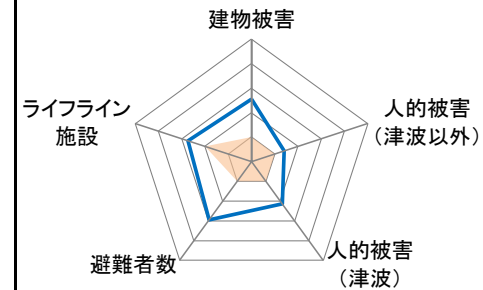 建物被害
人的被害
（津波以外）
人的被害
（津波）
避難者数
ライフライン
施設